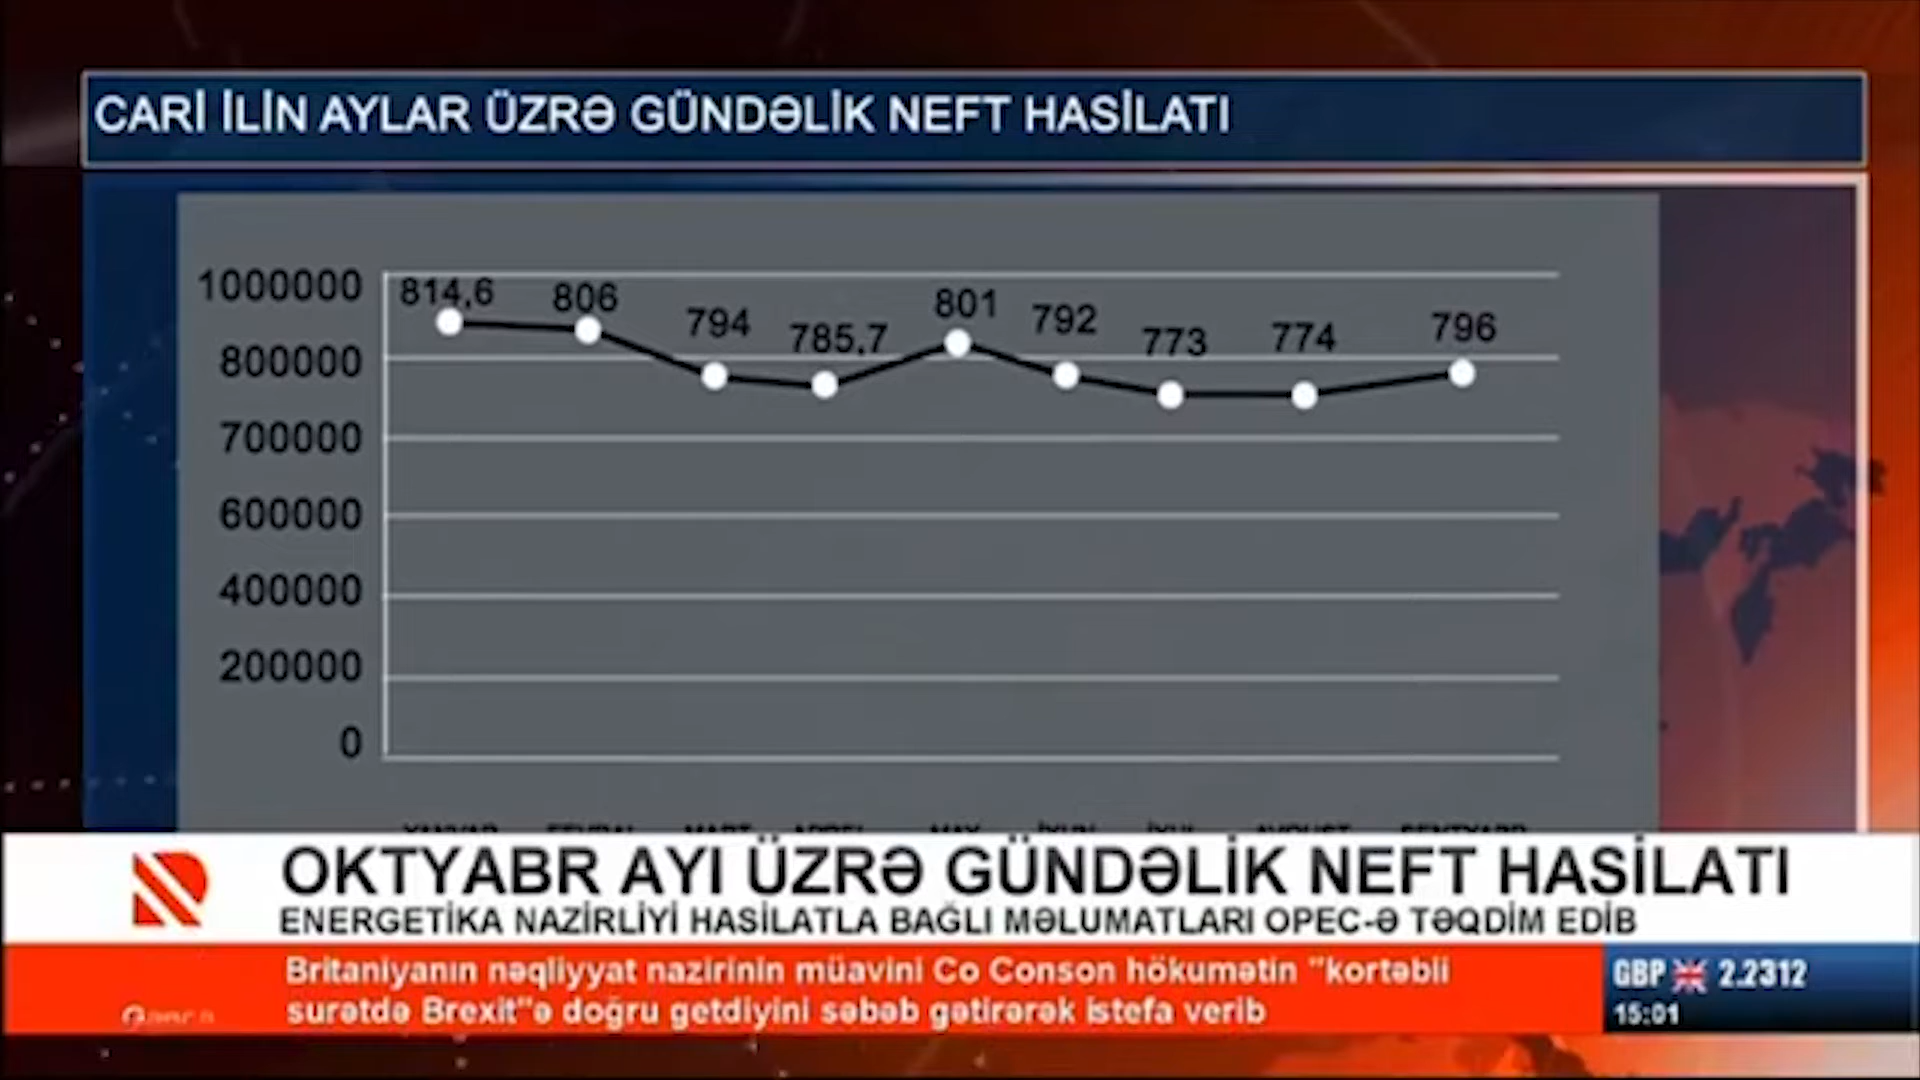 CARİ İLİN AYLAR ÜZRƏ GÜNDƏLİK NEFT HASİLATI
1000000
800000
700000
600000
400000
200000
0
814,6 806 794 785,7 801 792 773 774 796
OKTYABR AYI ÜZRƏ GÜNDƏLİK NEFT HASİLATI
ENERGETİKA NAZİRLİYİ HASİLATLA BAĞLI MƏLUMATLARI OPEC-Ə TƏQDİM EDİB
Britaniyanın nəqliyyat nazirinin müavini Co Conson hökumətin "kortəbii
surətdə Brexit"ə doğru getdiyini səbəb gətirərək istefa verib
GBP 2.2312
15:01